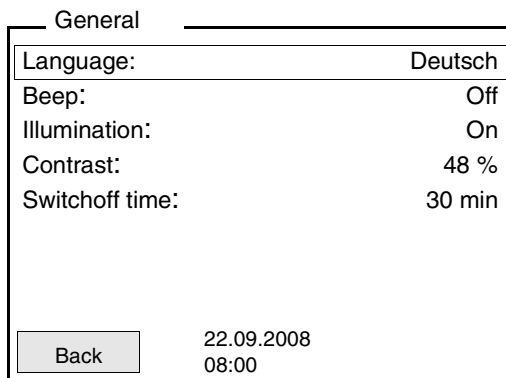 General
Language: Deutsch
Beep: Off
Illumination: On
Contrast: 48 %
Switchoff time: 30 min
Back
22.09.2008
08:00